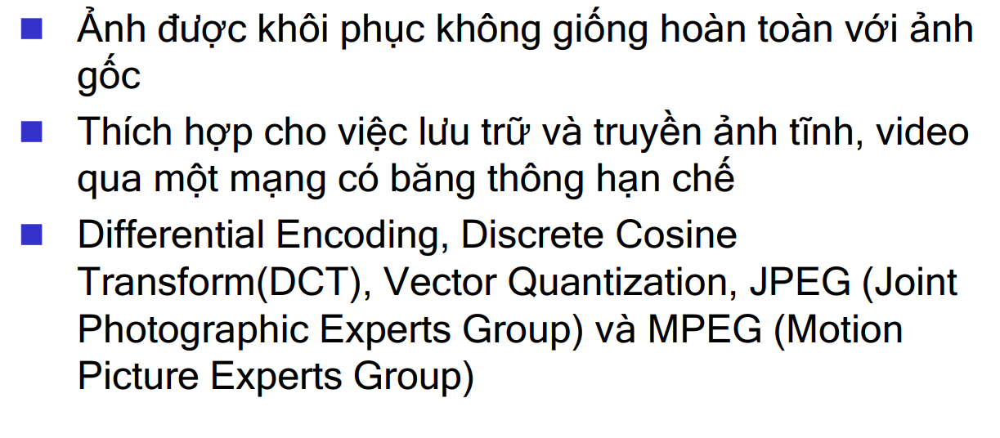 Ảnh được khôi phục không giống hoàn toàn với ảnh
gốc
Thích hợp cho việc lưu trữ và truyền ảnh tĩnh, video
qua một mạng có băng thông hạn chế
Differential Encoding, Discrete Cosine
Transform(DCT), Vector Quantization, JPEG (Joint
Photographic Experts Group) và MPEG (Motion
Picture Experts Group)